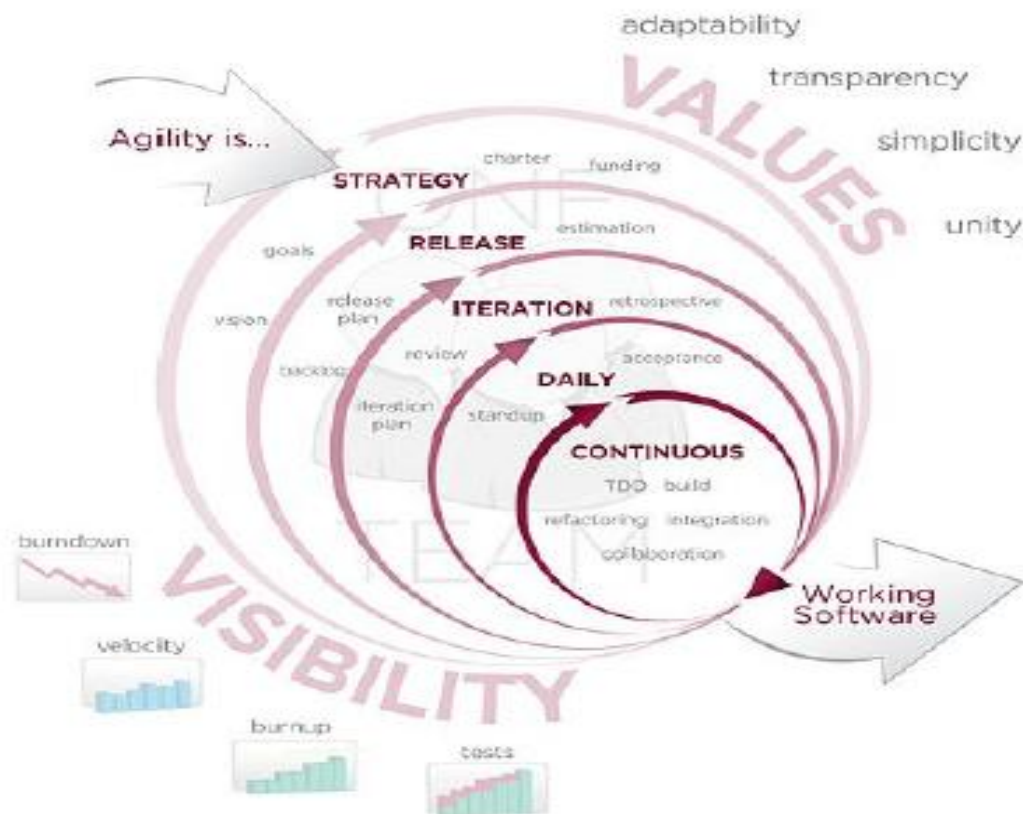 adaptability
transparency
simplicity
unity
VALUES
Agility is...
STRATEGY
charter
funding
goals
vision
ONE
RELEASE
estimation
release
plan
backlog
ITERATION
retrospective
review
iteration
plan
DAILY
acceptance
standup
CONTINUOUS
TDD build
refactoring integration
collaboration
TEAM
Working
Software
VISIBILITY
burndown
velocity
burnup
tests